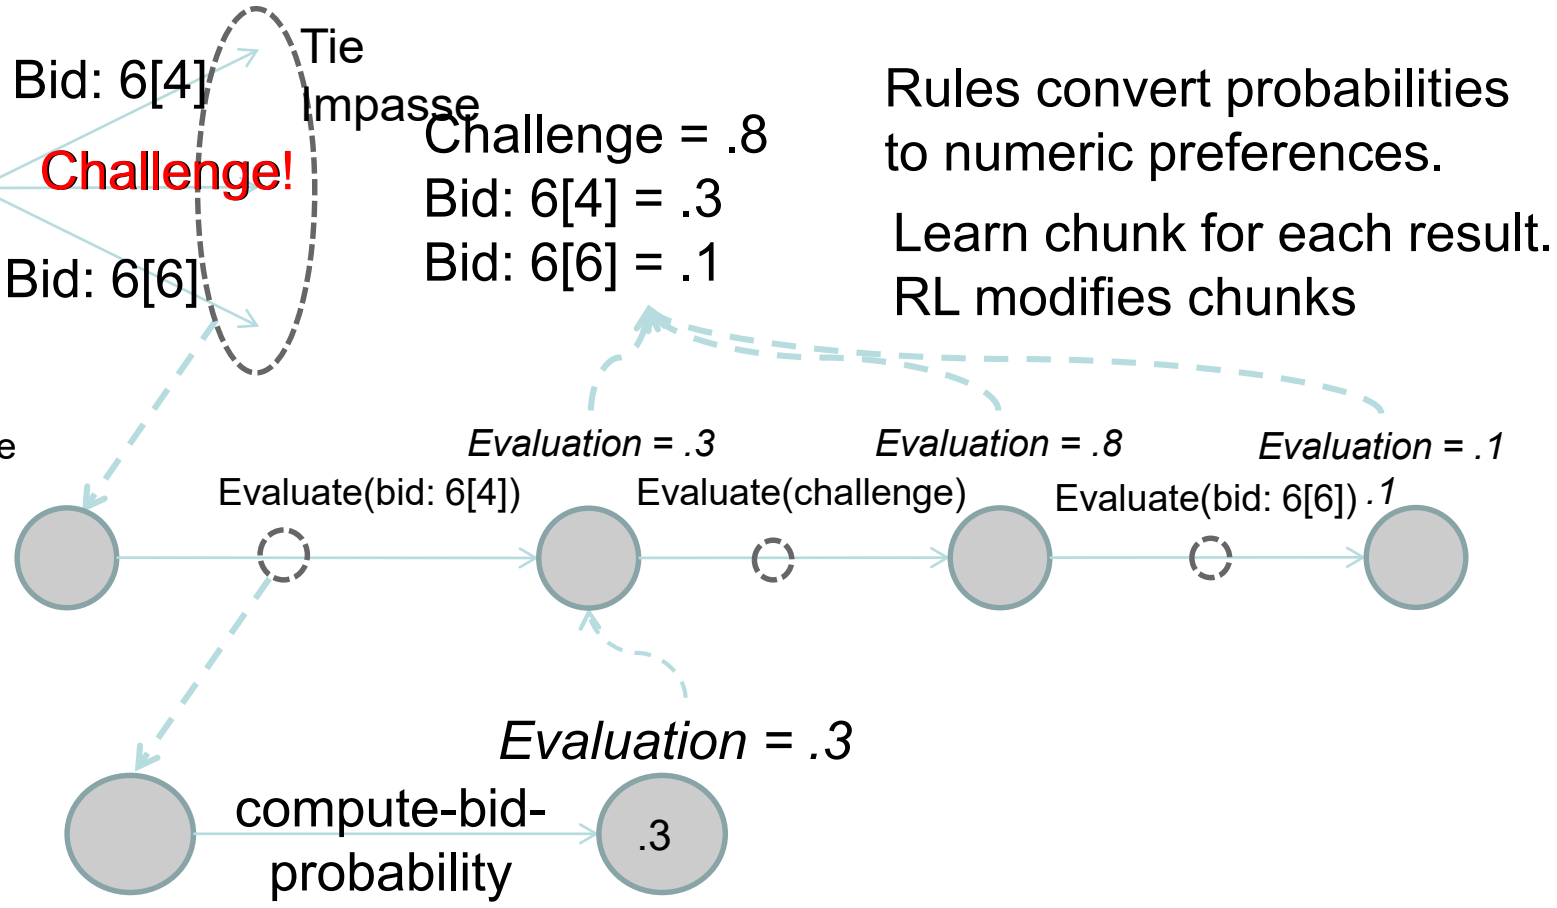 Tie
Impasse
Bid: 6[4]
Challenge!
Bid: 6[6]
Challenge = .8
Bid: 6[4] = .3
Bid: 6[6] = .1
Rules convert probabilities
to numeric preferences.
Learn chunk for each result.
RL modifies chunks
e
Evaluation = .3
Evaluation = .8
Evaluation = .1
Evaluate(bid: 6[4])
Evaluate(challenge)
Evaluate(bid: 6[6])
.1
Evaluation = .3
compute-bid-
probability
.3